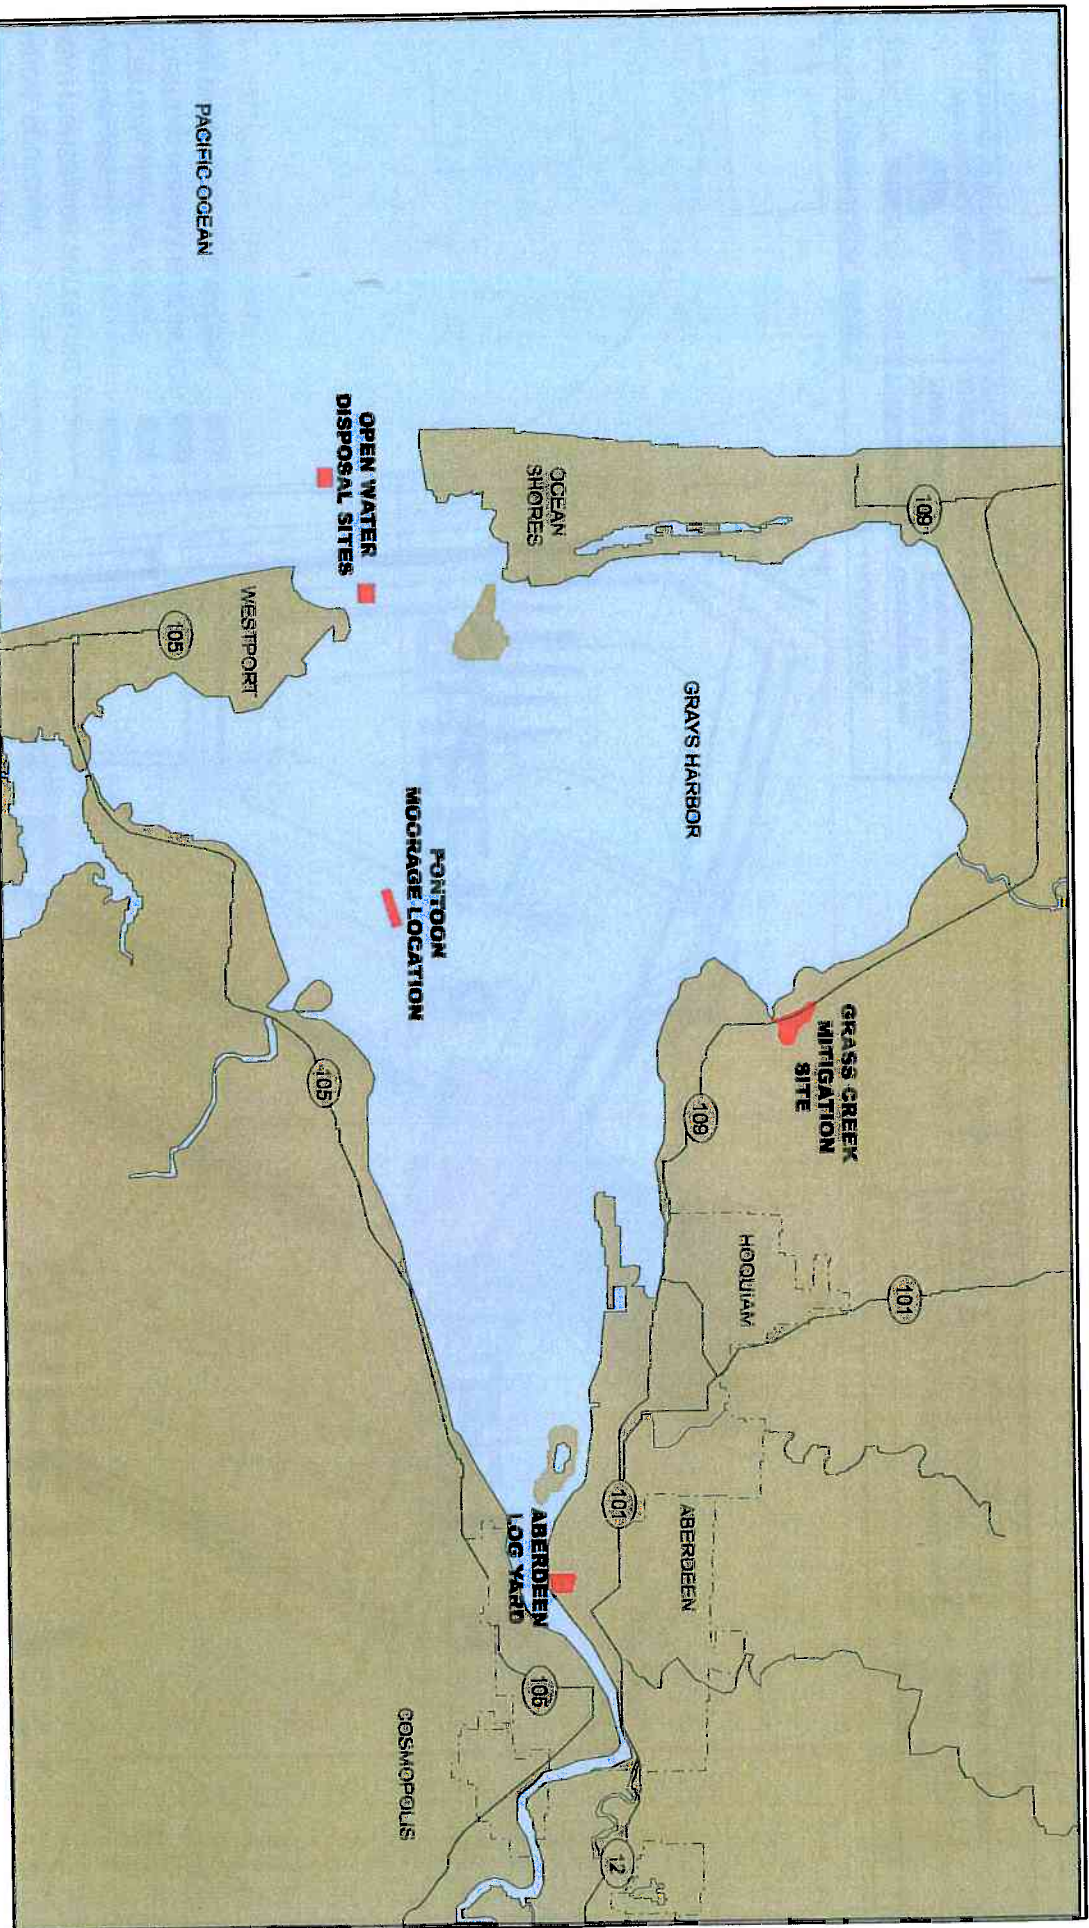 PACIFIC OCEAN
OPEN WATER
DISPOSAL SITES
OCEAN
SHORES
109
WESTPORT
105
GRAYS HARBOR
PONTOON
MOORAGE LOCATION
GRASS CREEK
MITIGATION
SITE
109
105
HOQUIAM
101
101
ABERDEEN
ABERDEEN
LOG YARD
105
COSMOPOLIS
12